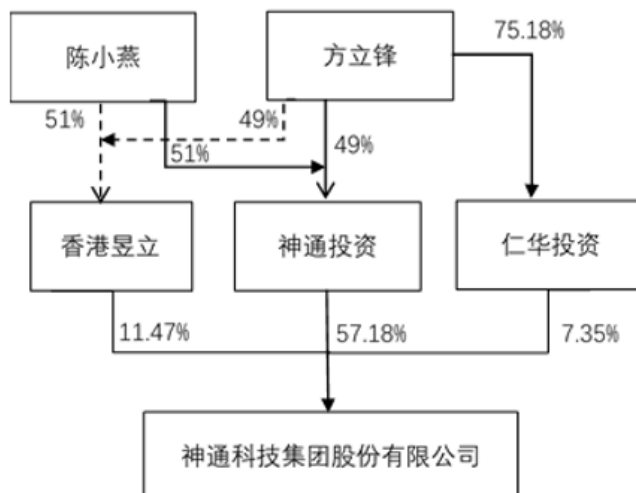 陈小燕
方立锋
75.18%
51%
49%
51%
49%
香港昱立
神通投资
仁华投资
11.47%
57.18%
7.35%
神通科技集团股份有限公司